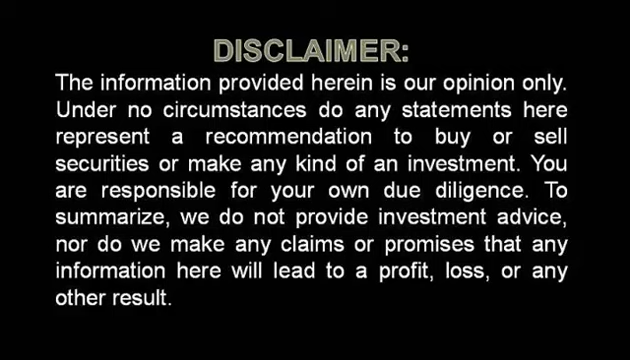 DISCLAIMER:
The information provided herein is our opinion only.
Under no circumstances do any statements here
represent a recommendation to buy or sell
securities or make any kind of an investment. You
are responsible for your own due diligence. To
summarize, we do not provide investment advice,
nor do we make any claims or promises that any
information here will lead to a profit, loss, or any
other result.